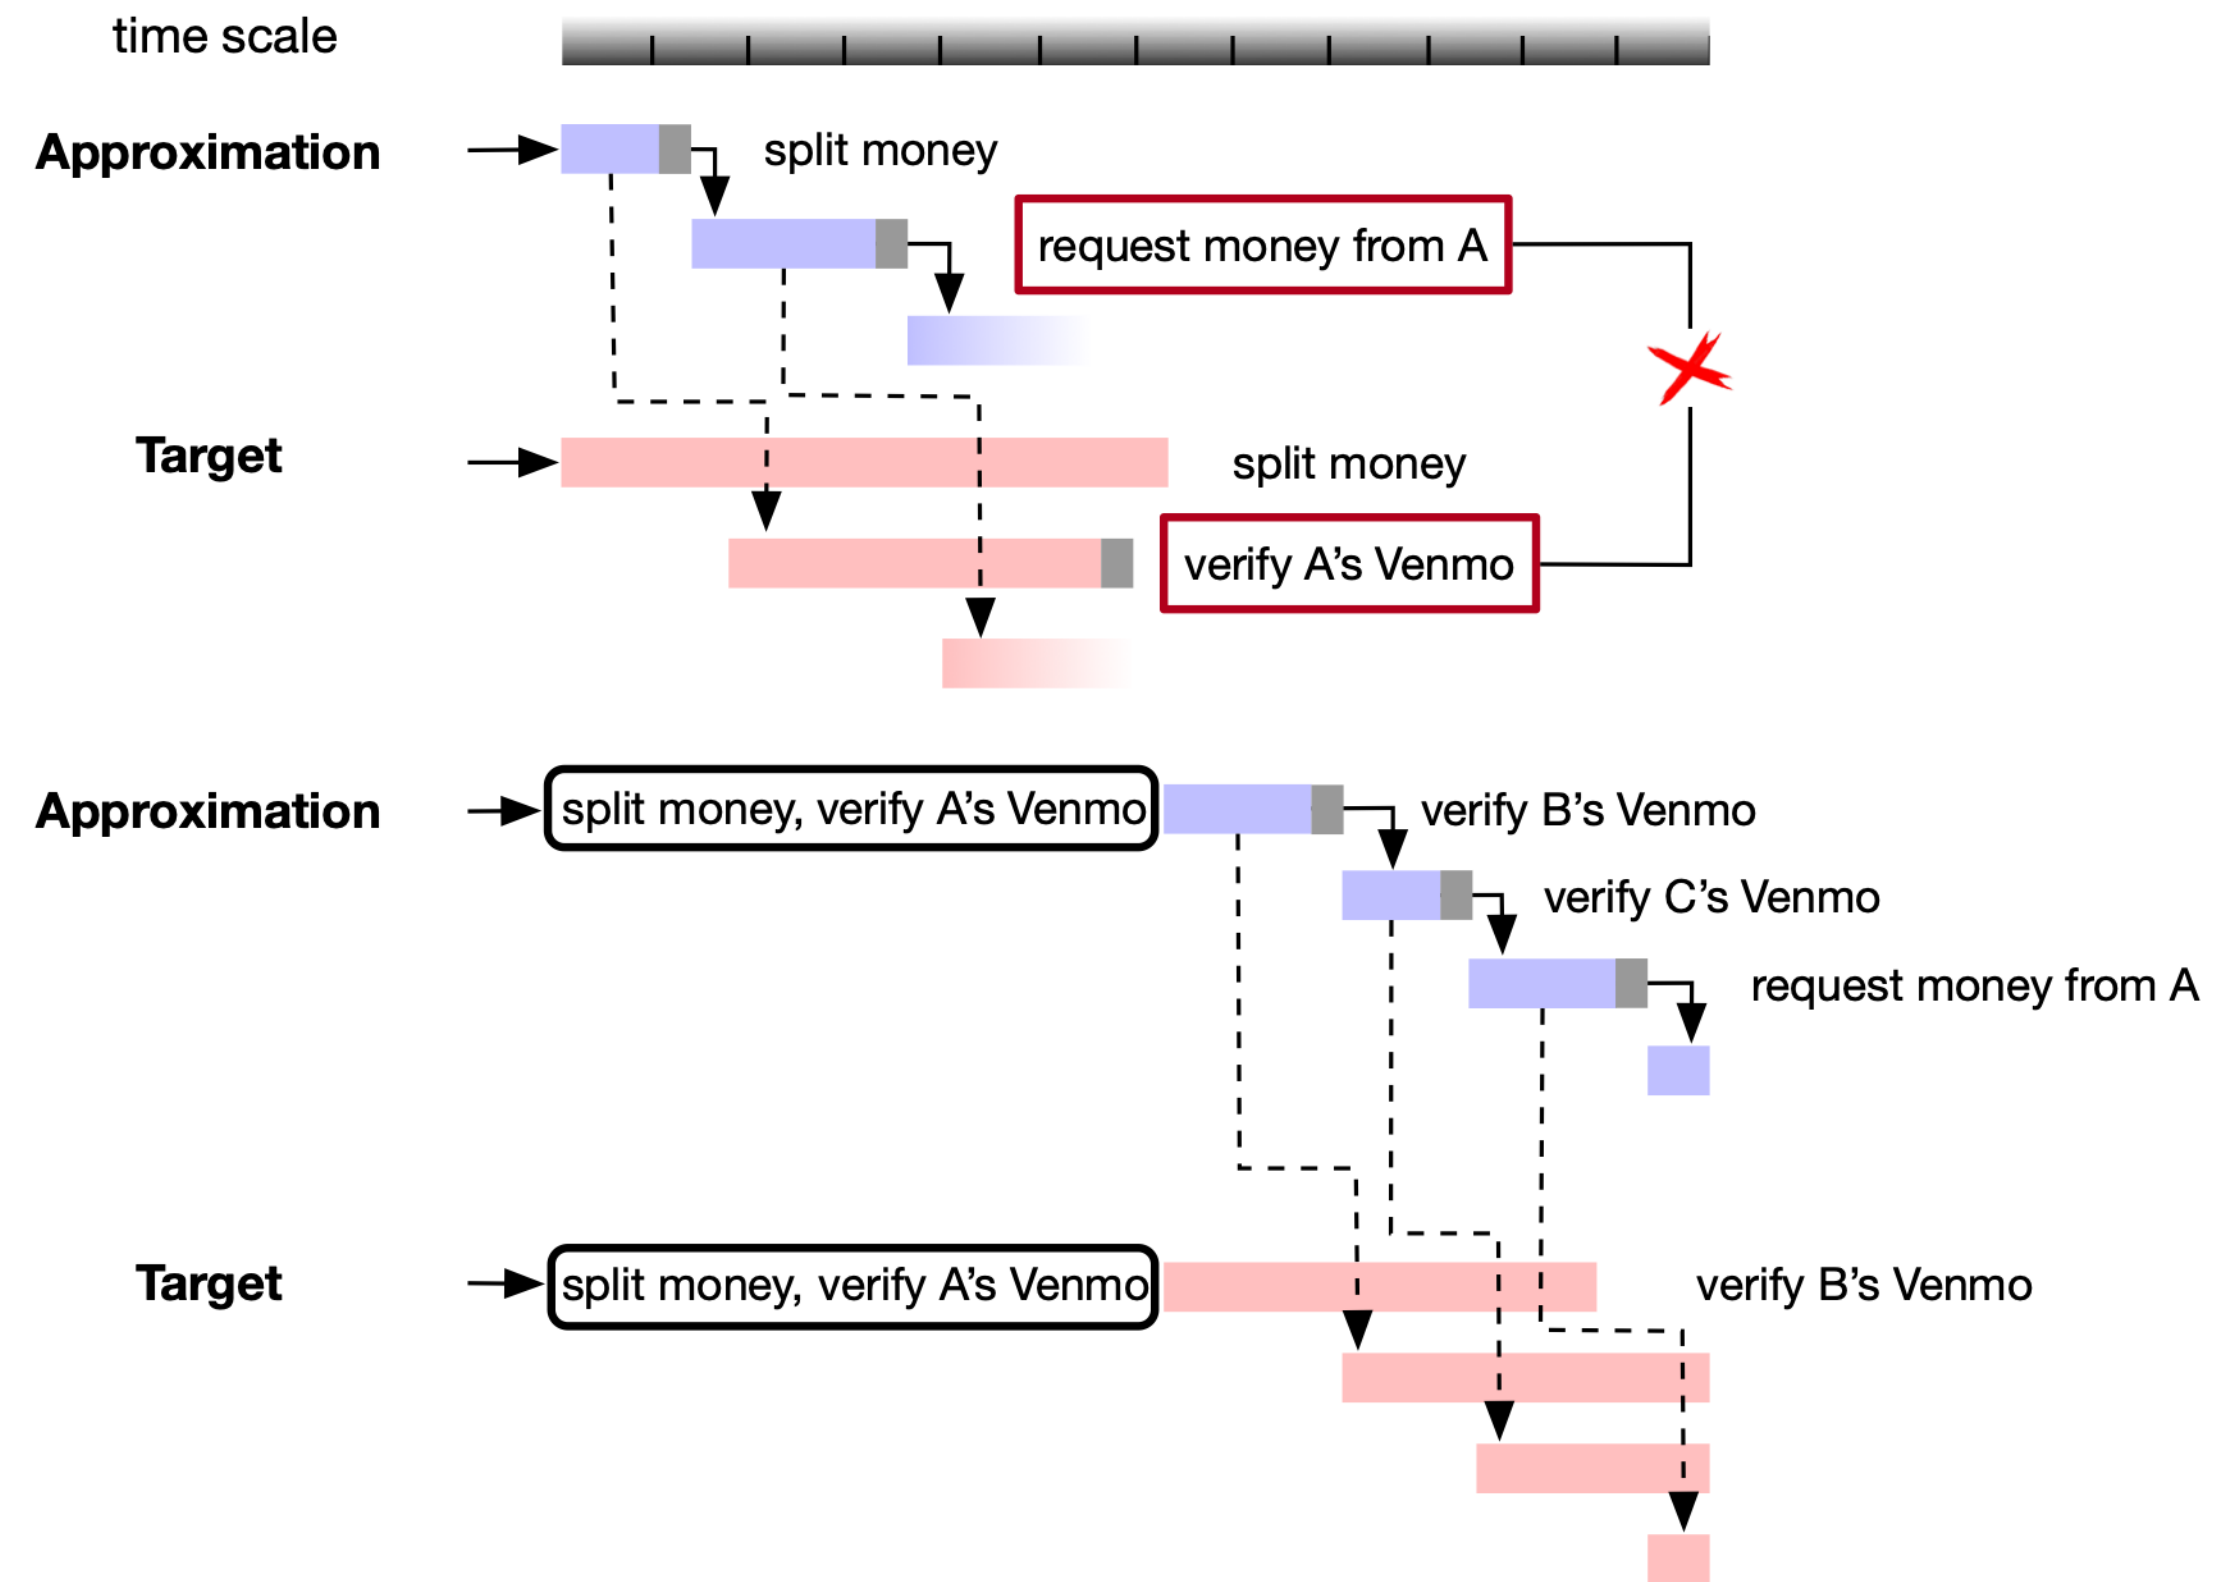 time scale
Approximation
split money
request money from A
Target
split money
verify A's Venmo
Approximation
split money, verify A's Venmo
verify B's Venmo
verify C's Venmo
request money from A
Target
split money, verify A's Venmo
verify B's Venmo